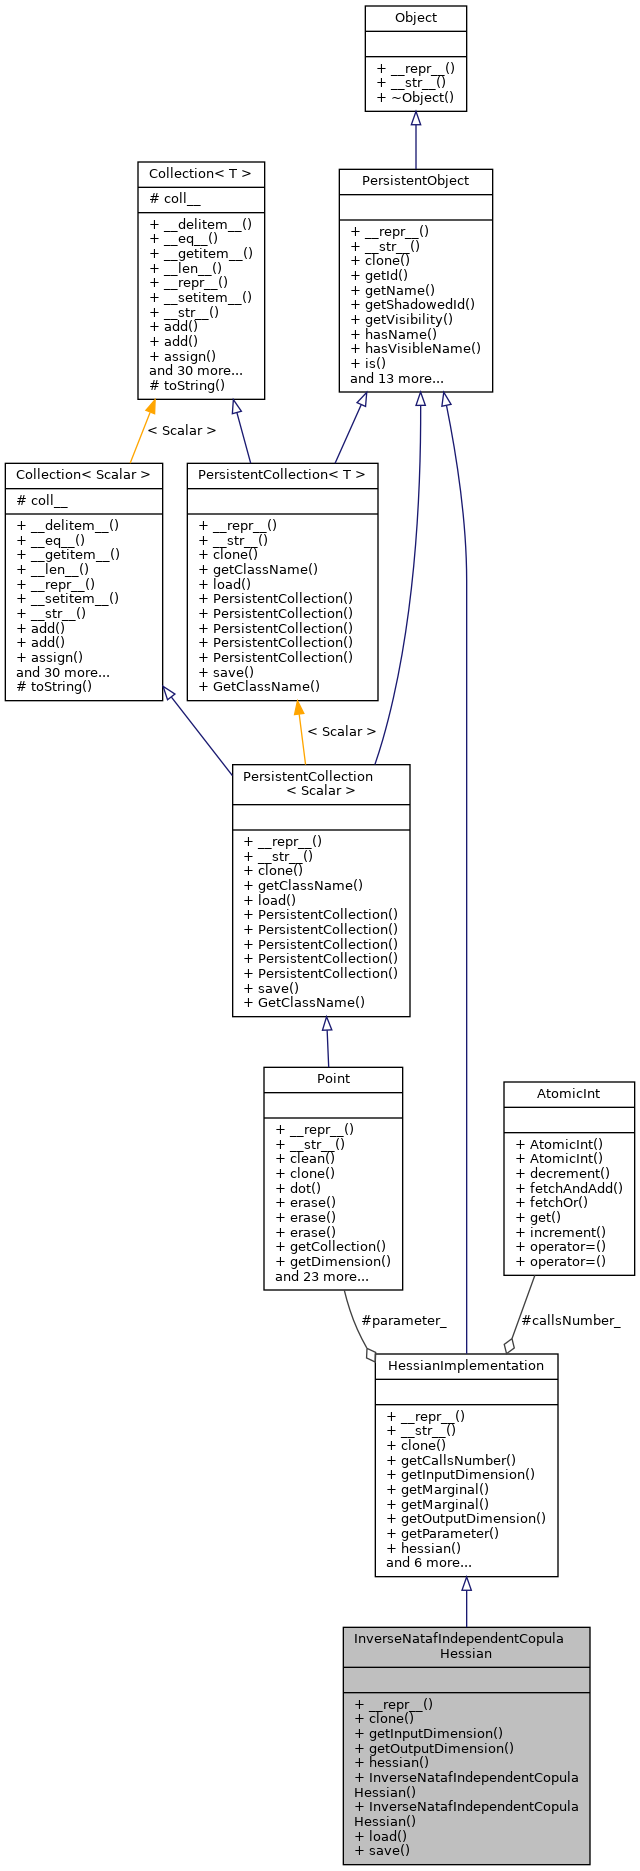 Object
+ __repr__()
+ __str__()
+ ~Object()
Collection< T >
# coll__
+ __delitem__()
+ __eq__()
+ __getitem__()
+ __len__()
+ __repr__()
+ __setitem__()
+ __str__()
+ add()
+ add()
+ assign()
and 30 more...
# toString()
PersistentObject
+ __repr__()
+ __str__()
+ clone()
+ getId()
+ getName()
+ getShadowedId()
+ getVisibility()
+ hasName()
+ hasVisibleName()
+ is()
and 13 more...
< Scalar >
Collection< Scalar >
# coll__
+ __delitem__()
+ __eq__()
+ __getitem__()
+ __len__()
+ __repr__()
+ __setitem__()
+ __str__()
+ add()
+ add()
+ assign()
and 30 more...
# toString()
PersistentCollection< T >
+ __repr__()
+ __str__()
+ clone()
+ getClassName()
+ load()
+ PersistentCollection()
+ PersistentCollection()
+ PersistentCollection()
+ PersistentCollection()
+ PersistentCollection()
+ save()
+ GetClassName()
< Scalar >
PersistentCollection
< Scalar >
+ __repr__()
+ __str__()
+ clone()
+ getClassName()
+ load()
+ PersistentCollection()
+ PersistentCollection()
+ PersistentCollection()
+ PersistentCollection()
+ PersistentCollection()
+ save()
+ GetClassName()
Point
+ __repr__()
+ __str__()
+ clean()
+ clone()
+ dot()
+ erase()
+ erase()
+ erase()
+ getCollection()
+ getDimension()
and 23 more...
AtomicInt
+ AtomicInt()
+ AtomicInt()
+ decrement()
+ fetchAndAdd()
+ fetchOr()
+ get()
+ increment()
+ operator=()
+ operator=()
#parameter_
#callsNumber_
HessianImplementation
+ __repr__()
+ __str__()
+ clone()
+ getCallsNumber()
+ getInputDimension()
+ getMarginal()
+ getMarginal()
+ getOutputDimension()
+ getParameter()
+ hessian()
and 6 more...
InverseNatafIndependentCopula
Hessian
+ __repr__()
+ clone()
+ getInputDimension()
+ getOutputDimension()
+ hessian()
+ InverseNatafIndependentCopula
Hessian()
+ InverseNatafIndependentCopula
Hessian()
+ load()
+ save()